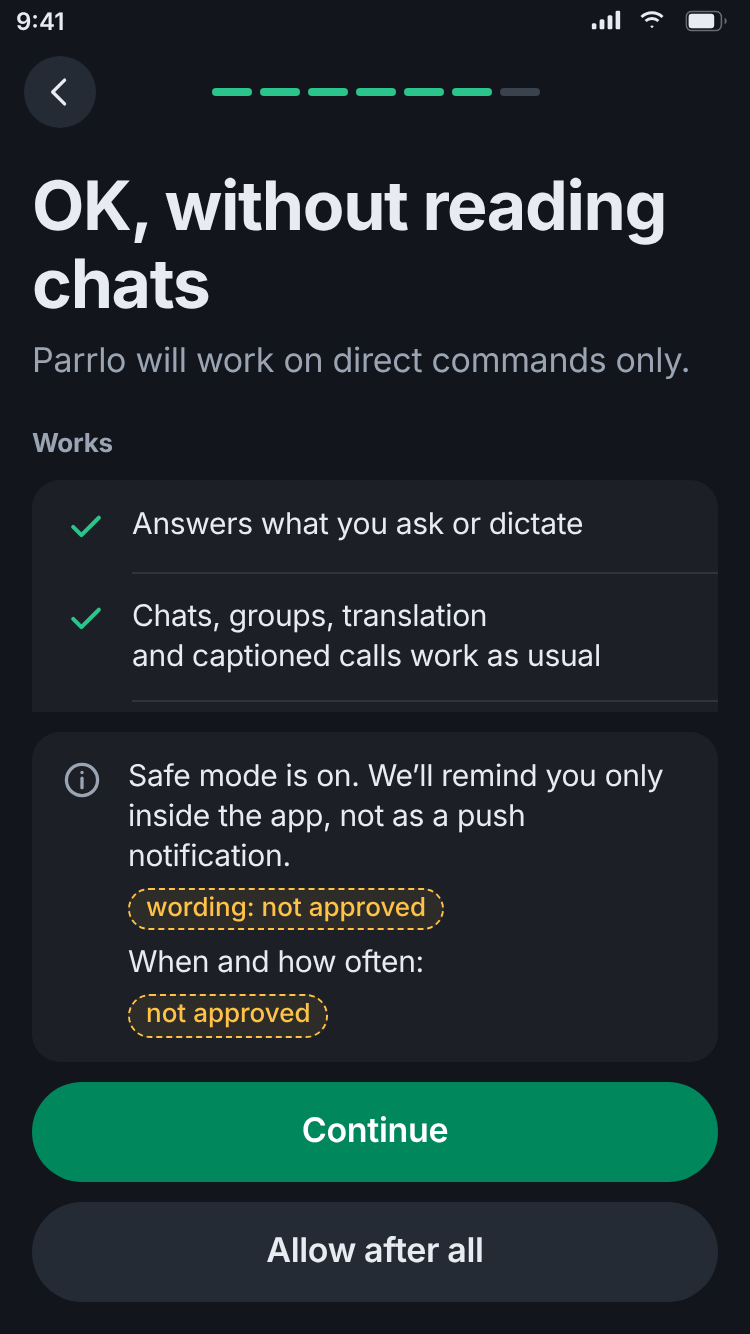 9:41
OK, without reading
chats
Parrlo will work on direct commands only.
Works
Answers what you ask or dictate
Chats, groups, translation
and captioned calls work as usual
Safe mode is on. We’ll remind you only
inside the app, not as a push
notification.
wording: not approved
When and how often:
not approved
Continue
Allow after all